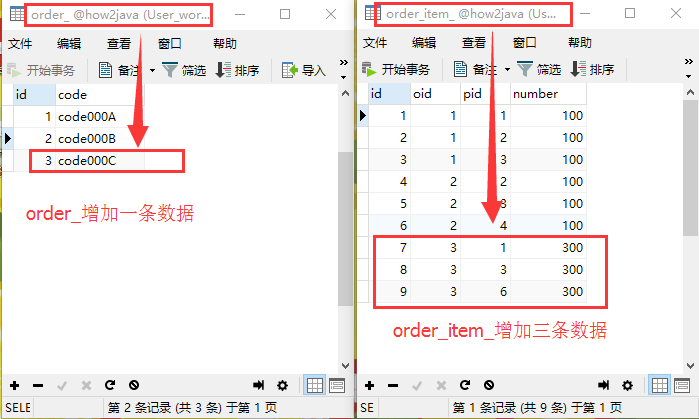 order_ @how2java (User_wor...
文件 编辑 查看 窗口 帮助
开始事务 备注 筛选 排序 导入 »
id code
1 code000A
2 code000B
3 code000C
order_增加一条数据
SELE 第 2 条记录 (共 3 条) 于第 1 页
order_item_ @how2java (Us...
文件 编辑 查看 窗口 帮助
开始事务 备注 筛选 排序 »
id oid pid number
1 1 1 100
2 1 2 100
3 1 3 100
4 2 2 100
5 2 3 100
6 2 4 100
7 3 1 300
8 3 3 300
9 3 6 300
order_item_增加三条数据
SE 第 1 条记录 (共 9 条) 于第 1 页